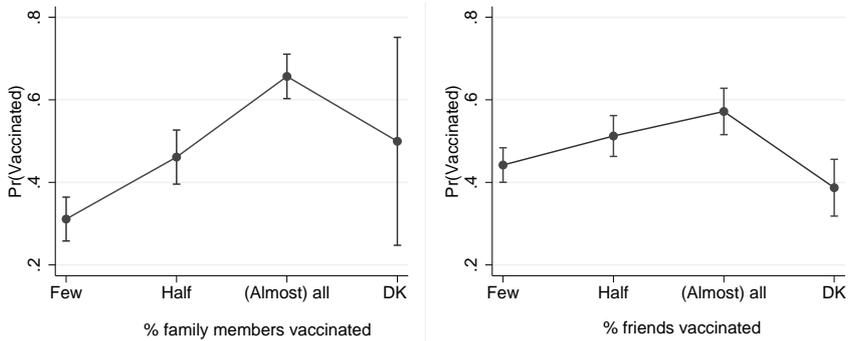 Pr(Vaccinated)
.8
.6
.4
.2
Few Half (Almost) all DK
% family members vaccinated
Pr(Vaccinated)
.8
.6
.4
.2
Few Half (Almost) all DK
% friends vaccinated